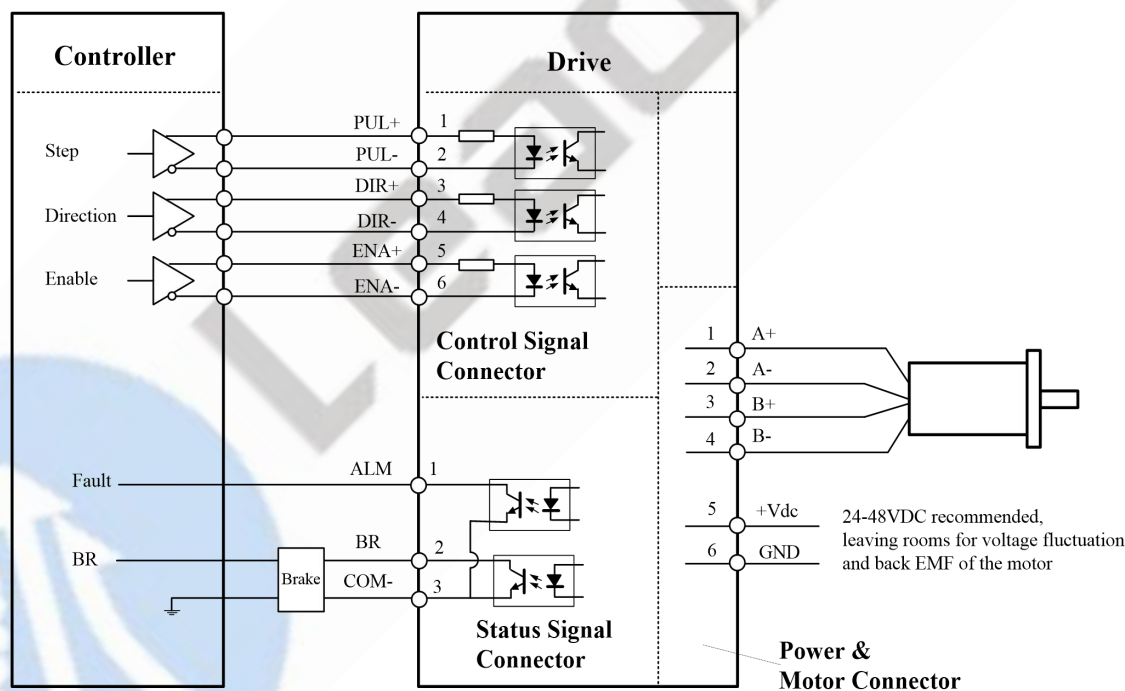 Controller
Drive
Step
PUL+ 1
PUL- 2
Direction
DIR+ 3
DIR- 4
Enable
ENA+ 5
ENA- 6
Control Signal
Connector
1 A+
2 A-
3 B+
4 B-
Fault
ALM 1
BR
BR 2
Brake
COM- 3
Status Signal
Connector
5 +Vdc
6 GND
24-48VDC recommended,
leaving rooms for voltage fluctuation
and back EMF of the motor
Power &
Motor Connector